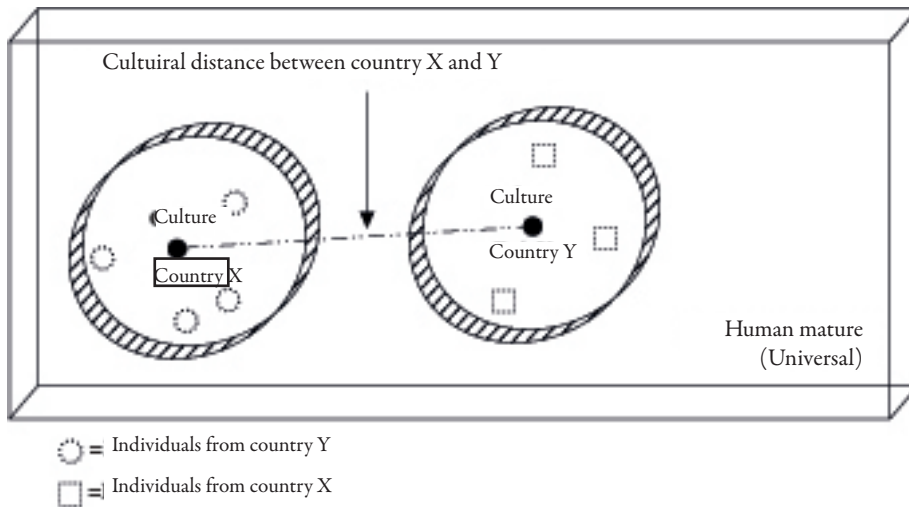 Cultuiral distance between country X and Y
Culture
Country X
Culture
Country Y
Human mature
(Universal)
= Individuals from country Y
= Individuals from country X